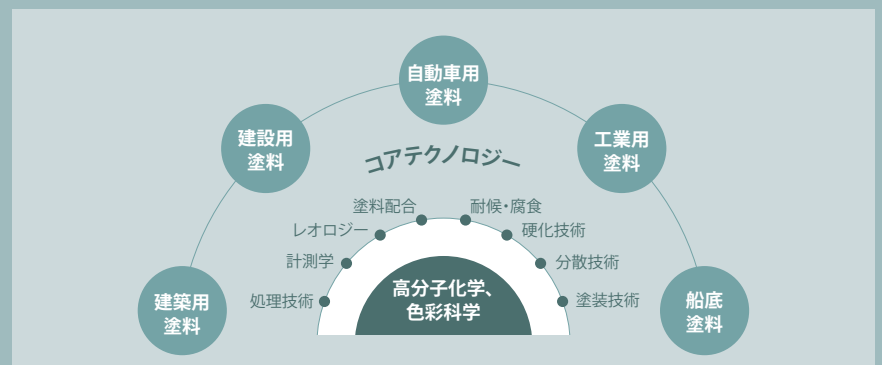 自動車用
塗料
建設用
塗料
工業用
塗料
コアテクノロジー
塗料配合
耐候・腐食
レオロジー
硬化技術
計測学
分散技術
高分子化学、
色彩科学
処理技術
塗装技術
建築用
塗料
船底
塗料